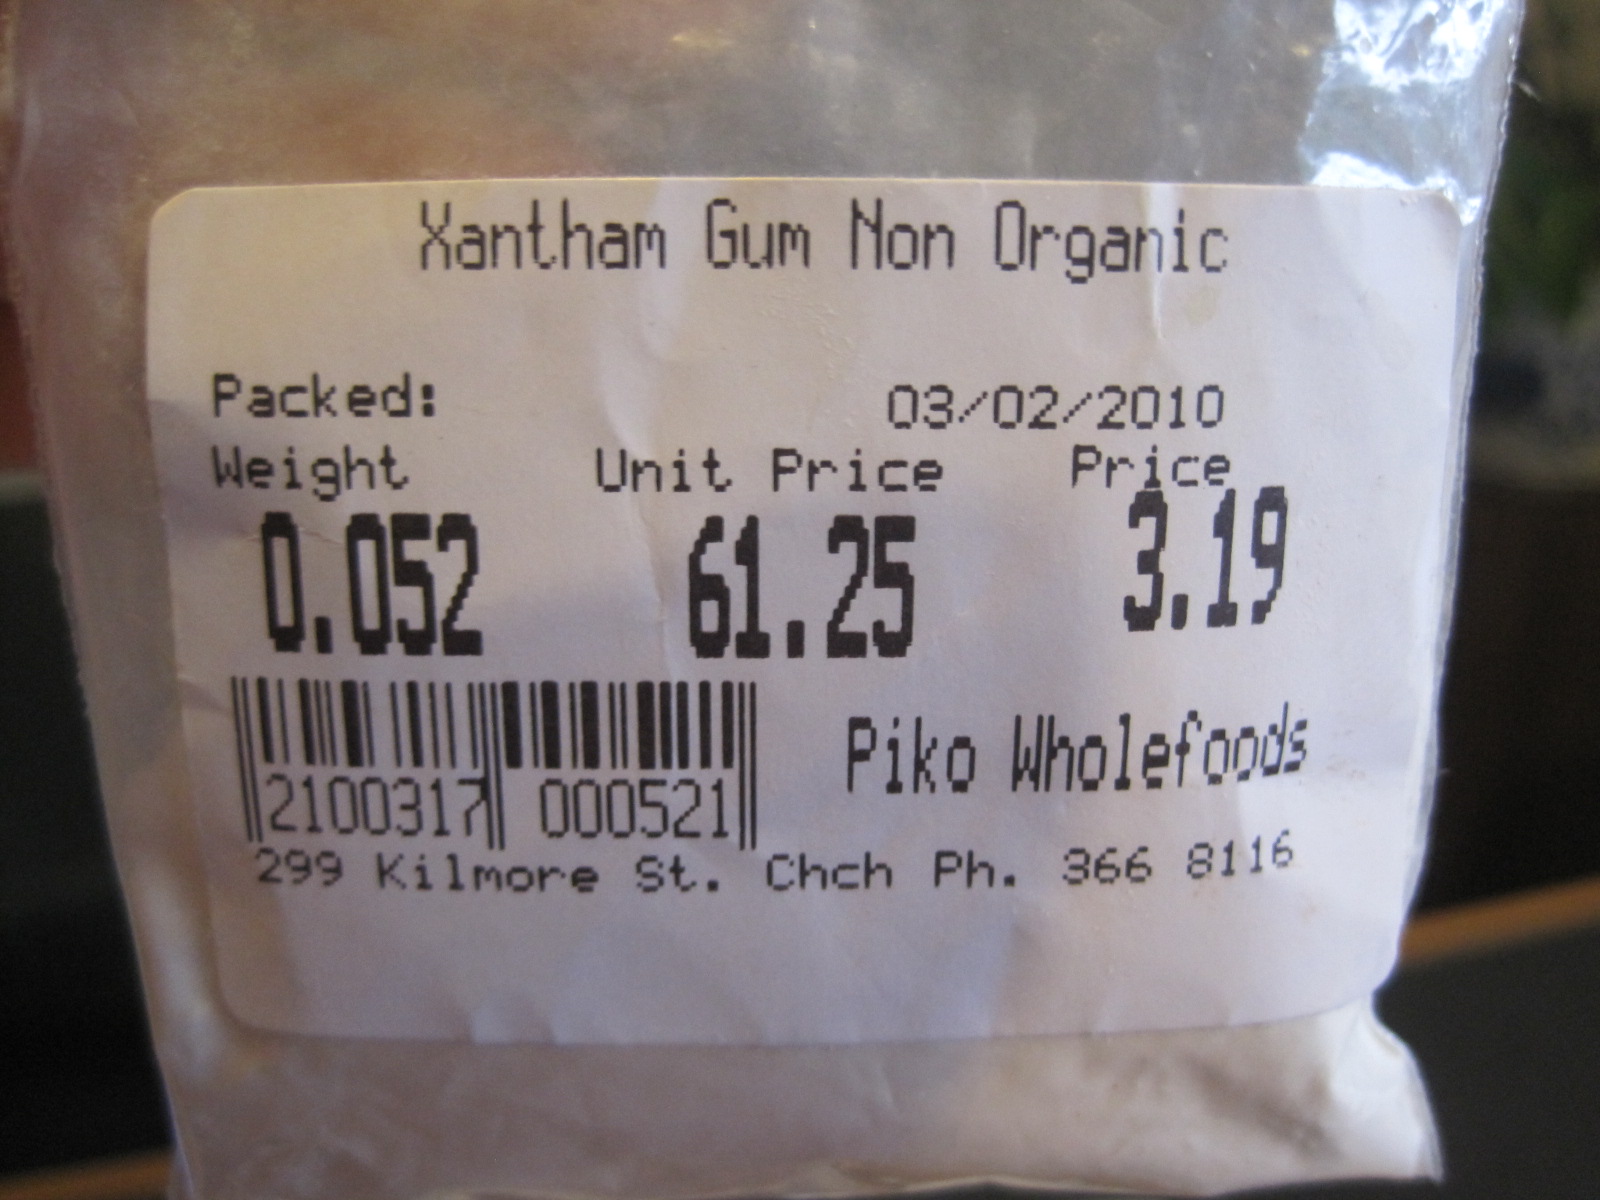 Xantham Gum Non Organic
Packed: 03/02/2010
Weight Unit Price Price
0.052 61.25 3.19
Piko Wholefoods
2100317 000521
299 Kilmore St. Chch Ph. 366 8116